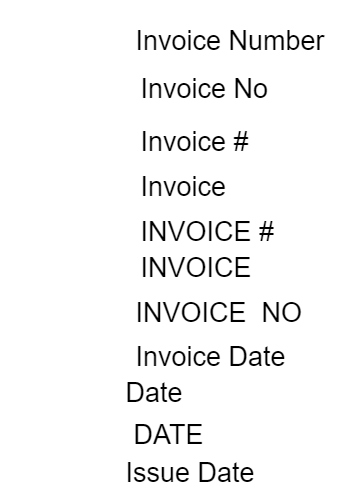 Invoice Number
Invoice No
Invoice #
Invoice
INVOICE #
INVOICE
INVOICE  NO
Invoice Date
Date
DATE
Issue Date